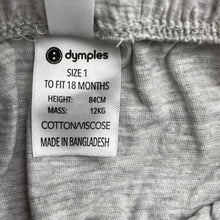 dymples
SIZE 1
TO FIT 18 MONTHS
HEIGHT: 84CM
MASS: 12KG
COTTON/VISCOSE
MADE IN BANGLADESH